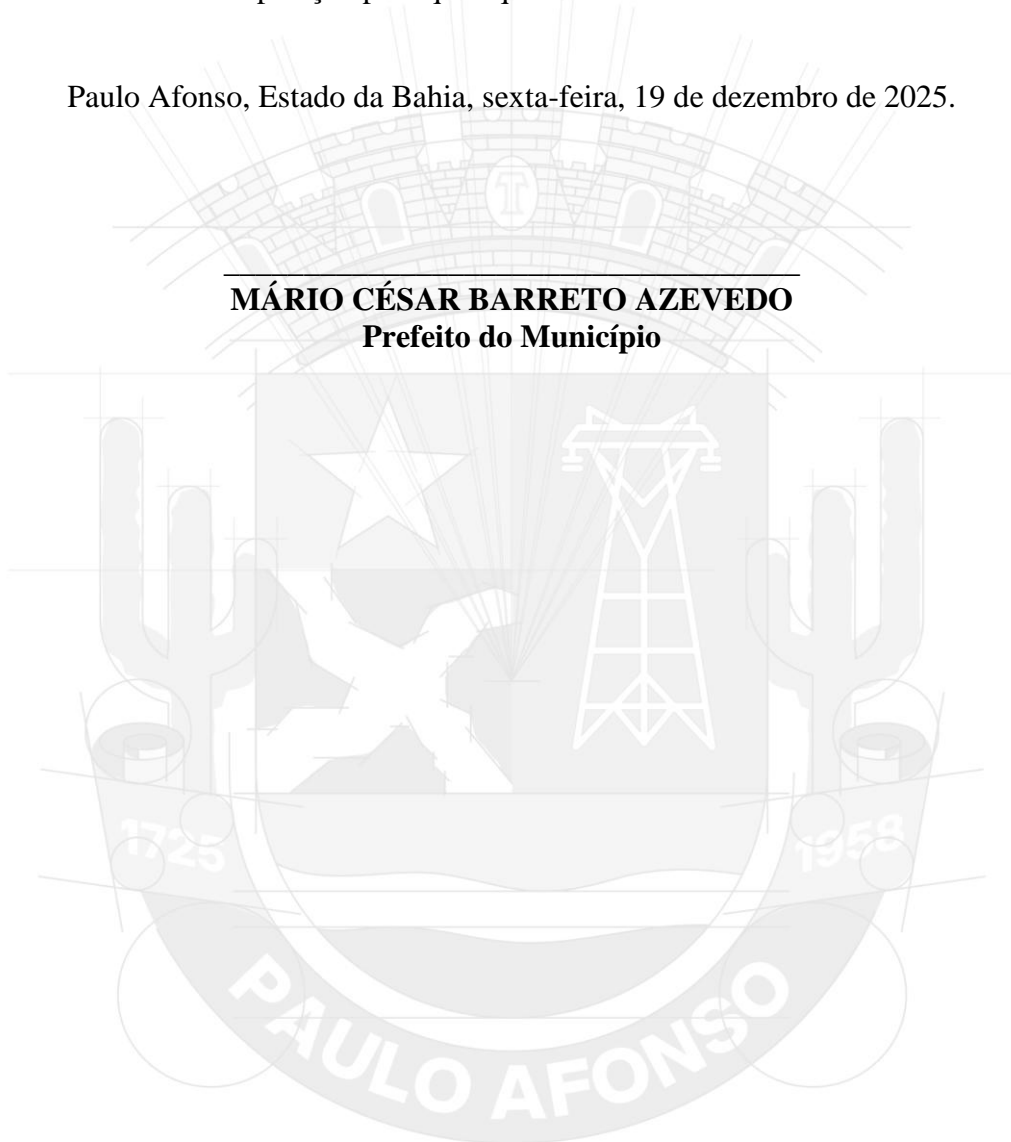 Paulo Afonso, Estado da Bahia, sexta-feira, 19 de dezembro de 2025.
MÁRIO CÉSAR BARRETO AZEVEDO
Prefeito do Município
1725
1958
PAULO AFONSO